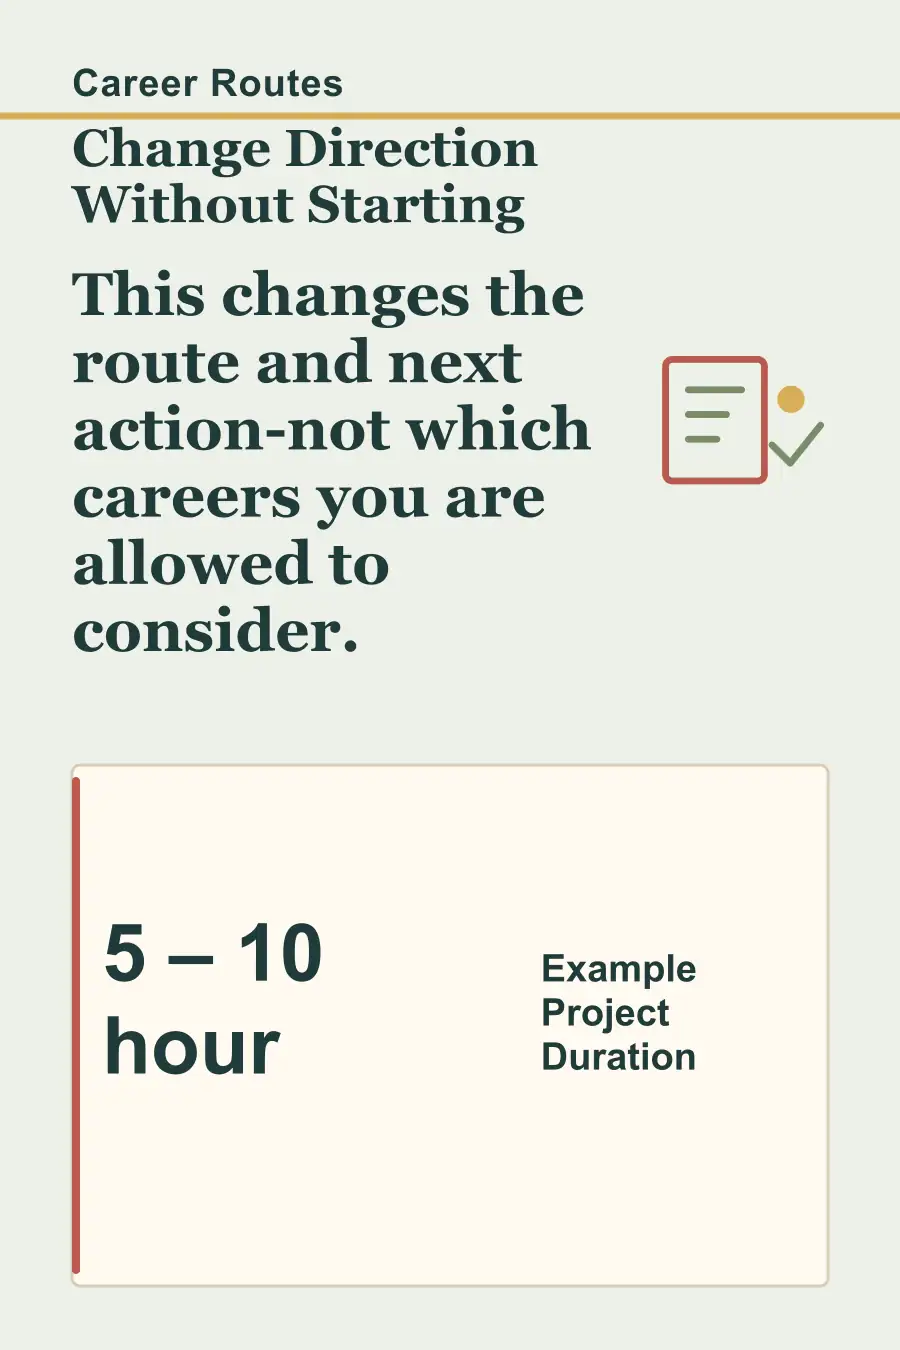 Career Routes
Change Direction
Without Starting
This changes the
route and next
action-not which
careers you are
allowed to
consider.
5 – 10
hour
Example
Project
Duration